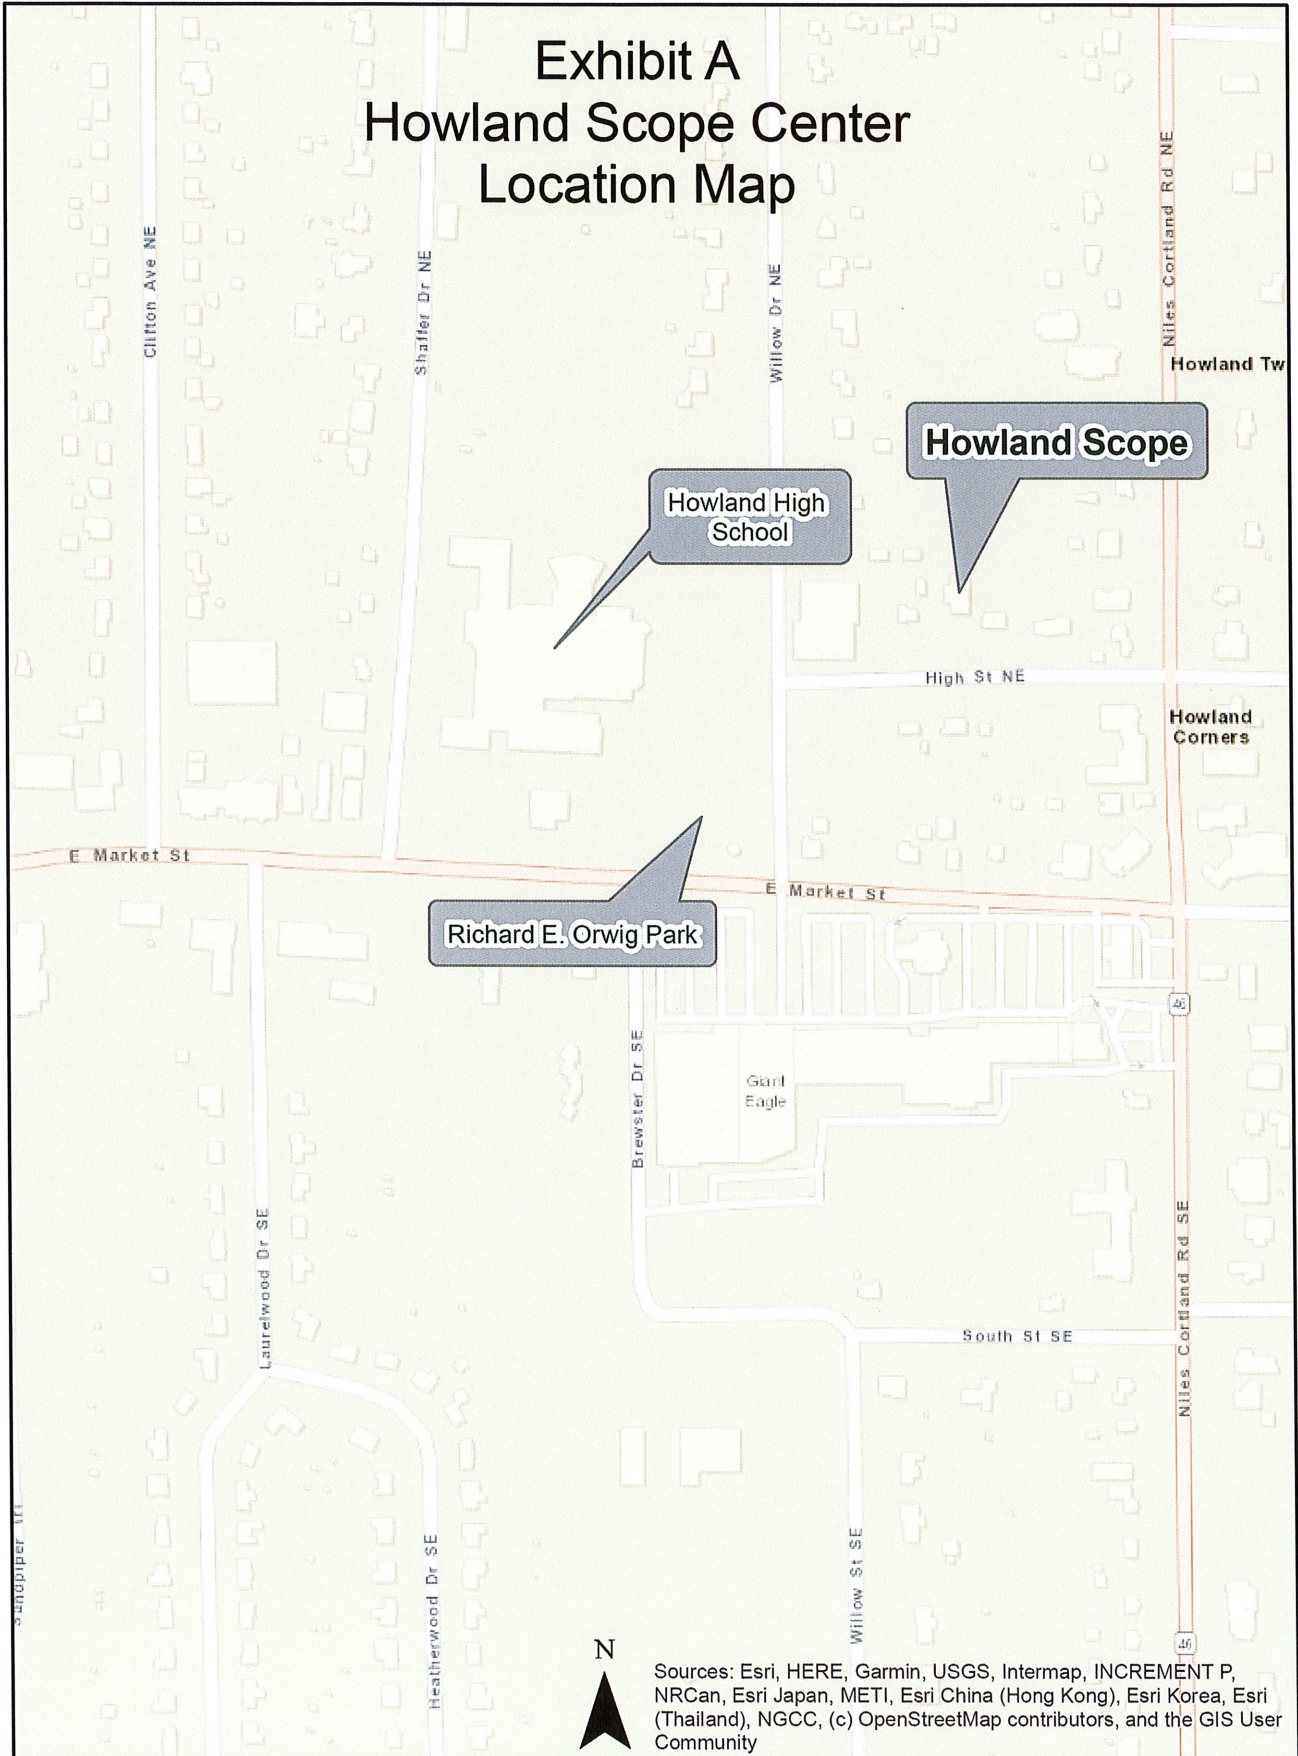 Exhibit A
Howland Scope Center
Location Map
Clifton Ave NE
Shaffer Dr NE
Willow Dr NE
Niles Cortland Rd NE
Howland Tw
Howland Scope
Howland High
School
High St NE
Howland
Corners
E Market St
E Market St
Richard E. Orwig Park
46
Brewster Dr SE
Giant
Eagle
Laurelwood Dr SE
Niles Cortland Rd SE
South St SE
Sandpiper Trl
Heatherwood Dr SE
Willow St SE
46
N
Sources: Esri, HERE, Garmin, USGS, Intermap, INCREMENT P,
NRCan, Esri Japan, METI, Esri China (Hong Kong), Esri Korea, Esri
(Thailand), NGCC, (c) OpenStreetMap contributors, and the GIS User
Community